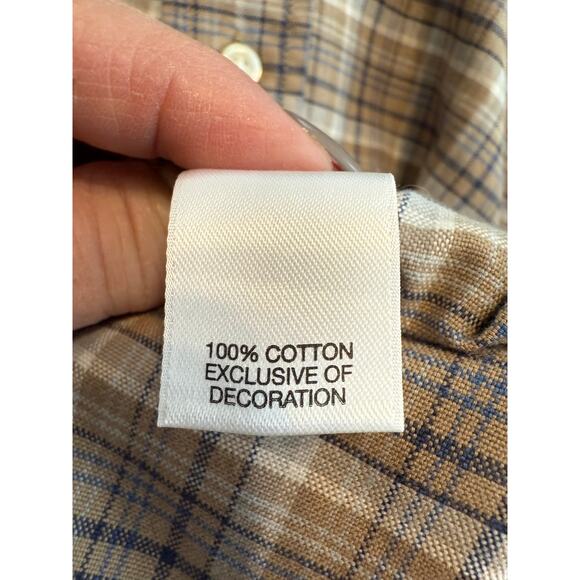 100% COTTON
EXCLUSIVE OF
DECORATION